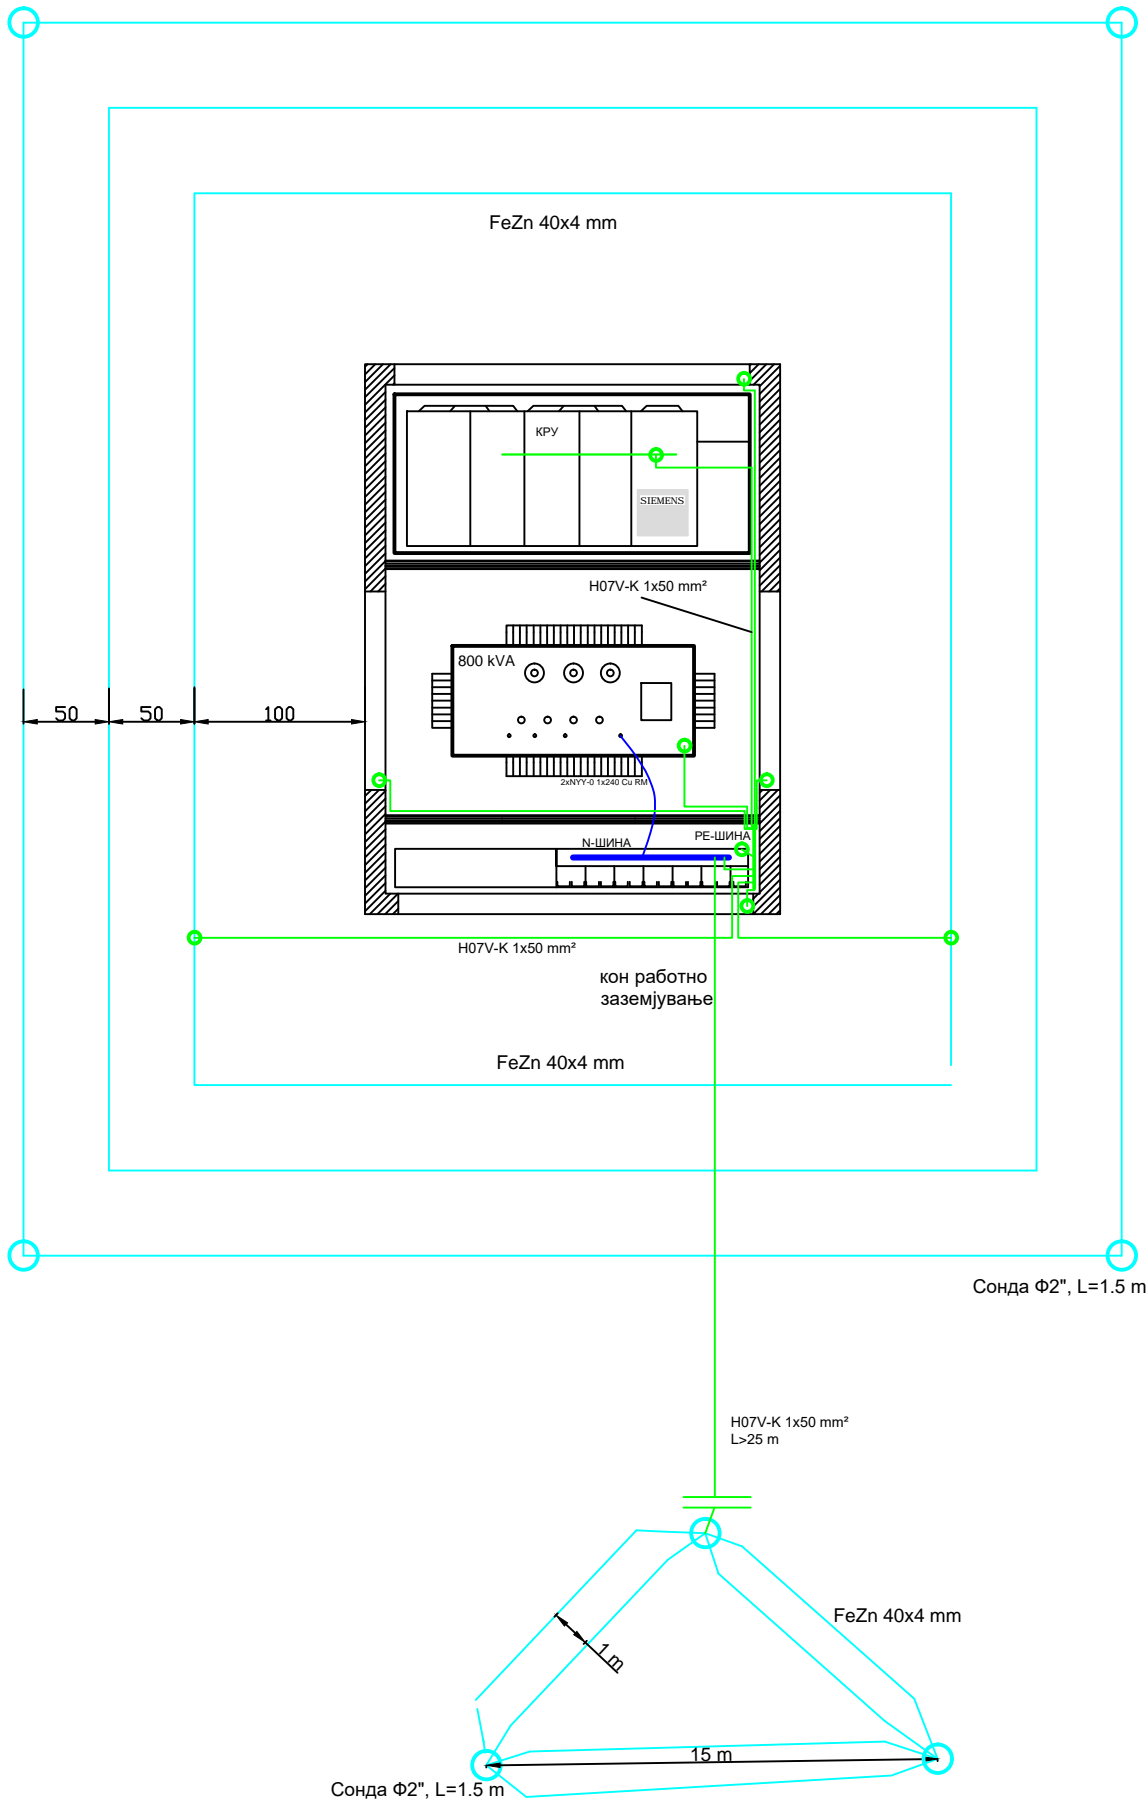 FeZn 40x4 mm
КРУ
SIEMENS
H07V-K 1x50 mm²
800 kVA
50
50
100
2xNYY-0 1x240 Cu RM
N-ШИНА
PE-ШИНА
H07V-K 1x50 mm²
кон работно
заземјување
FeZn 40x4 mm
Сонда Ф2", L=1.5 m
H07V-K 1x50 mm²
L>25 m
FeZn 40x4 mm
1 m
15 m
Сонда Ф2", L=1.5 m